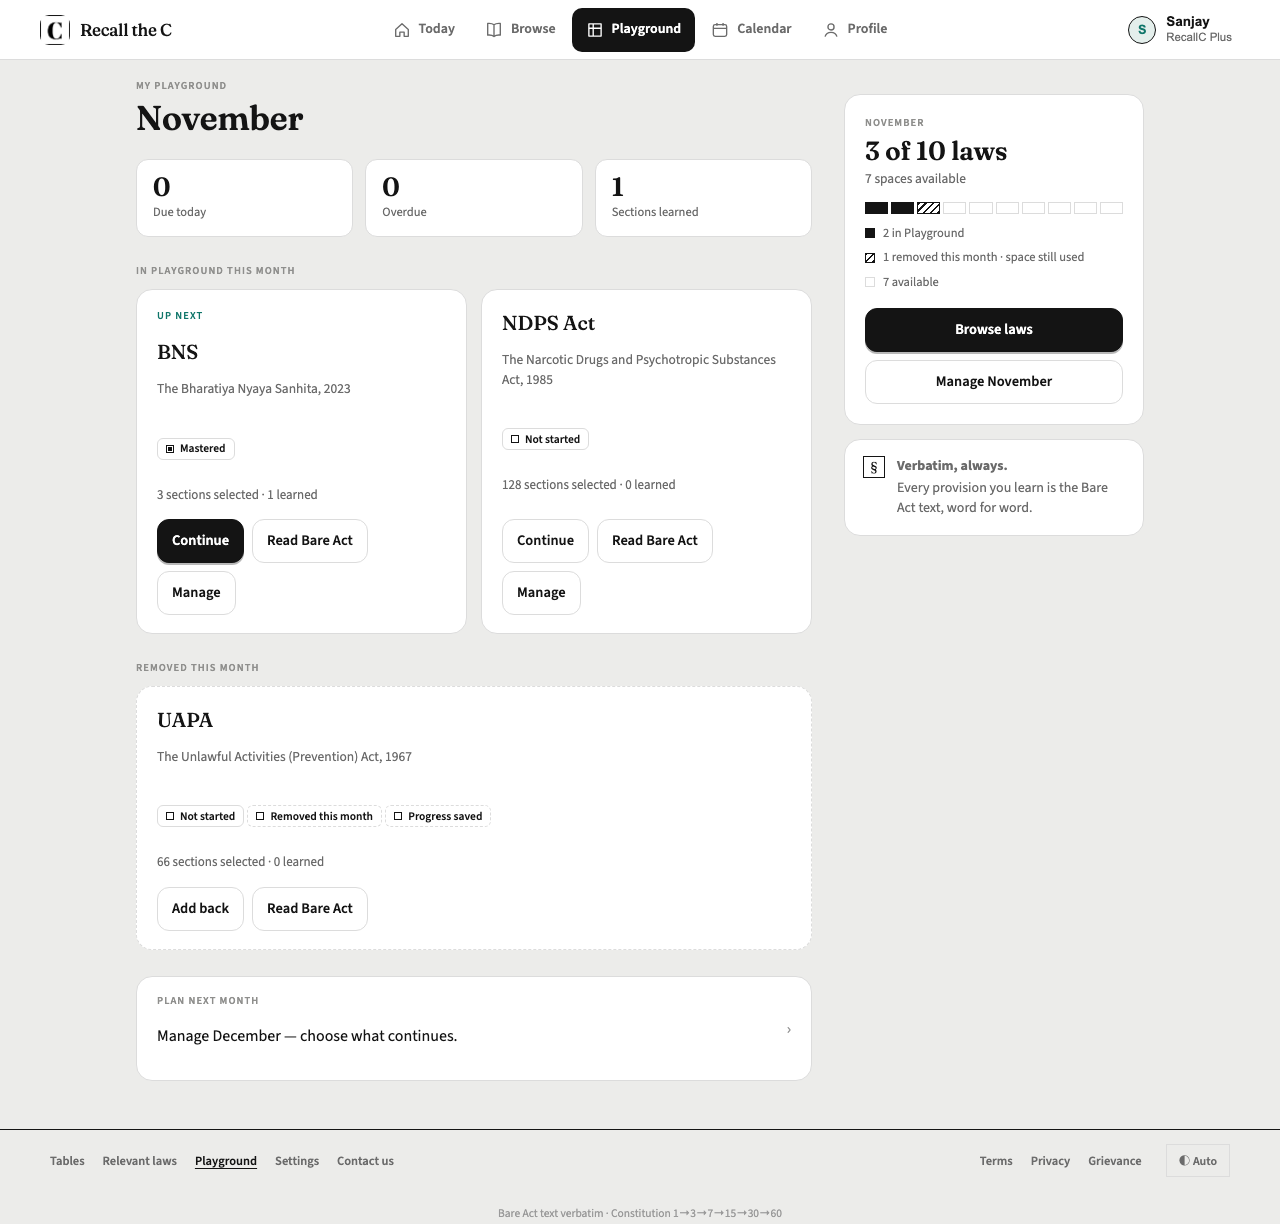 C Recall the C
Today
Browse
Playground
Calendar
Profile
S
Sanjay
RecallC Plus
MY PLAYGROUND
November
0
Due today
0
Overdue
1
Sections learned
IN PLAYGROUND THIS MONTH
UP NEXT
BNS
The Bharatiya Nyaya Sanhita, 2023
Mastered
3 sections selected · 1 learned
Continue
Read Bare Act
Manage
NDPS Act
The Narcotic Drugs and Psychotropic Substances
Act, 1985
Not started
128 sections selected · 0 learned
Continue
Read Bare Act
Manage
REMOVED THIS MONTH
UAPA
The Unlawful Activities (Prevention) Act, 1967
Not started
Removed this month
Progress saved
66 sections selected · 0 learned
Add back
Read Bare Act
PLAN NEXT MONTH
Manage December — choose what continues.
›
NOVEMBER
3 of 10 laws
7 spaces available
2 in Playground
1 removed this month · space still used
7 available
Browse laws
Manage November
§
Verbatim, always.
Every provision you learn is the Bare
Act text, word for word.
Tables
Relevant laws
Playground
Settings
Contact us
Terms
Privacy
Grievance
◐ Auto
Bare Act text verbatim · Constitution 1→3→7→15→30→60